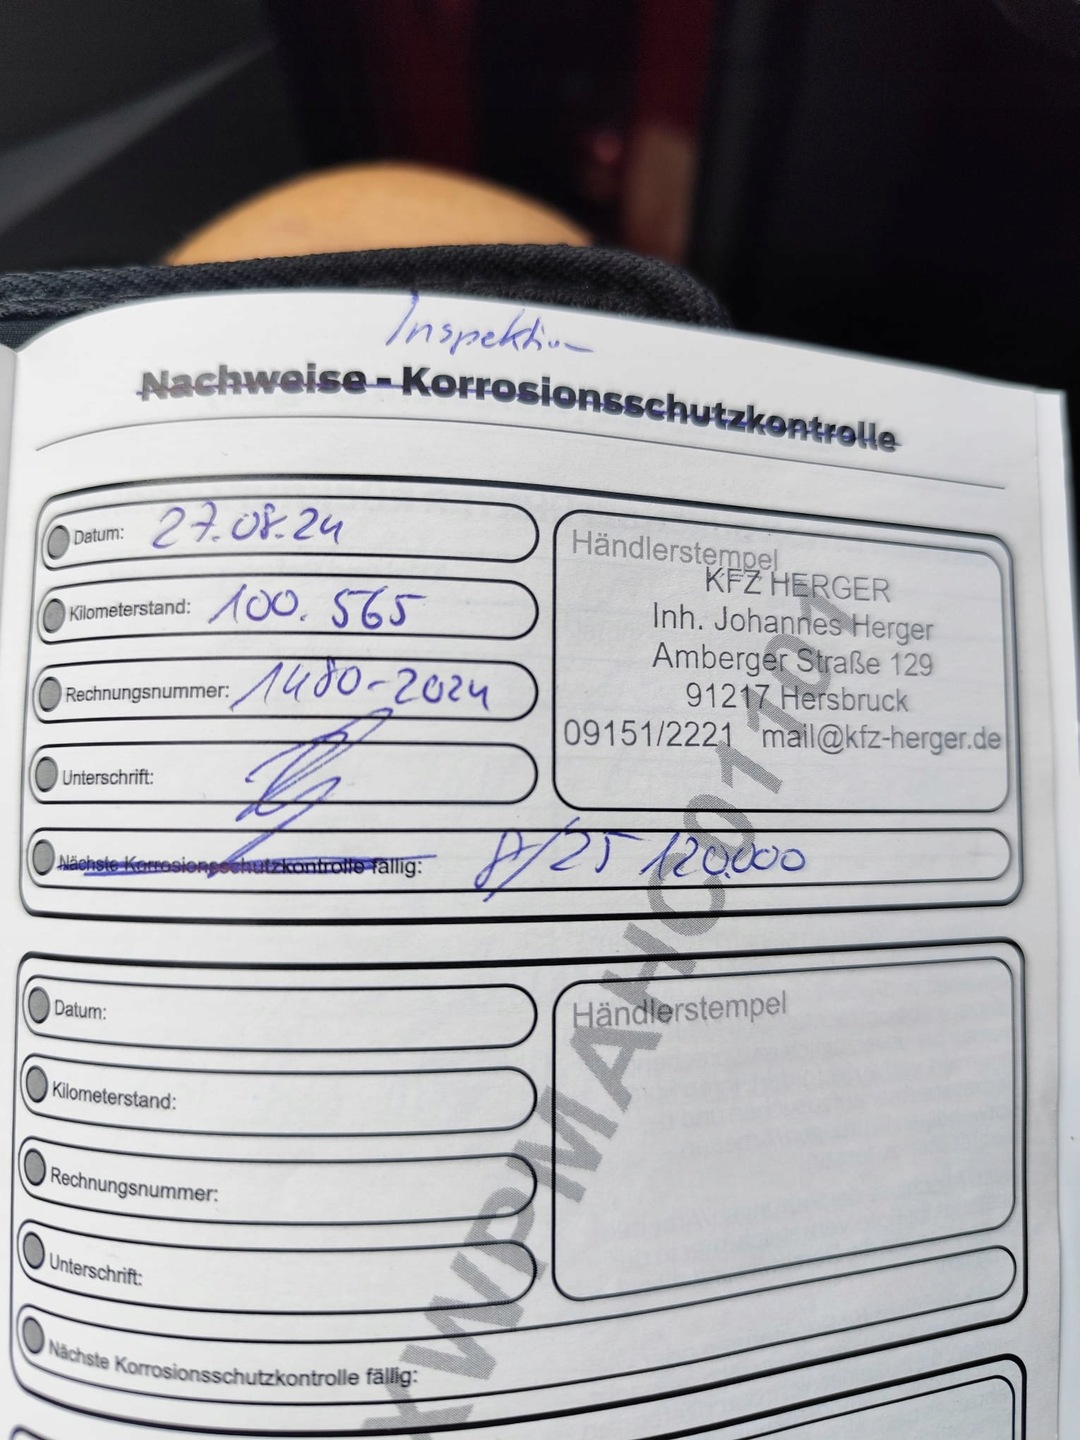 Inspektion
Nachweise - Korrosionsschutzkontrolle
Datum: 27.08.24
Kilometerstand: 100.565
Rechnungsnummer: 1480-2024
Unterschrift:
Händlerstempel
KFZ HERGER
Inh. Johannes Herger
Amberger Straße 129
91217 Hersbruck
09151/2221 mail@kfz-herger.de
Nächste Korrosionsschutzkontrolle fällig: 8/25 120.000
Datum:
Kilometerstand:
Rechnungsnummer:
Unterschrift:
Händlerstempel
Nächste Korrosionsschutzkontrolle fällig: